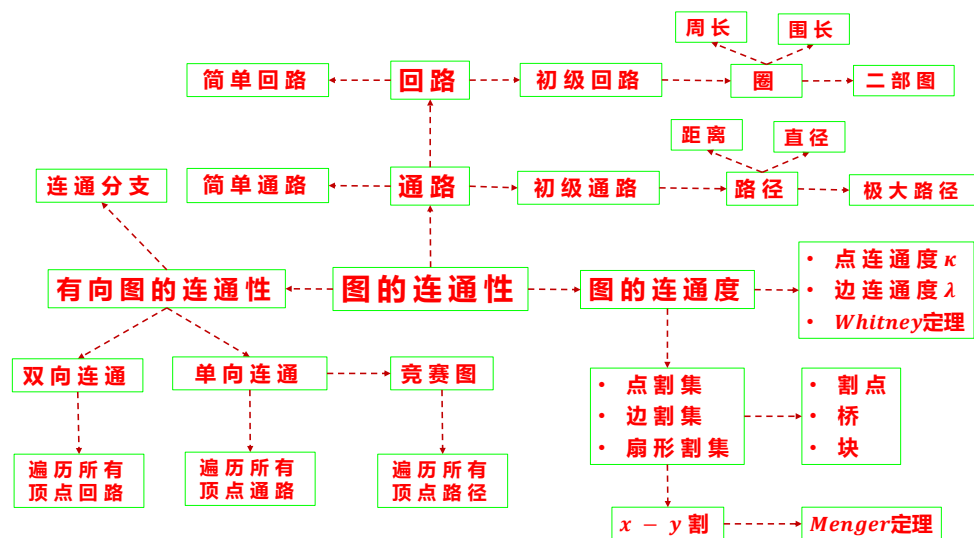 周长
围长
简单回路
回路
初级回路
圈
二部图
距离
直径
连通分支
简单通路
通路
初级通路
路径
极大路径
有向图的连通性
图的连通性
图的连通度
• 点连通度κ
• 边连通度λ
• Whitney定理
双向连通
单向连通
竞赛图
• 点割集
• 边割集
• 扇形割集
• 割点
• 桥
• 块
遍历所有
顶点回路
遍历所有
顶点通路
遍历所有
顶点路径
x − y割
Menger定理